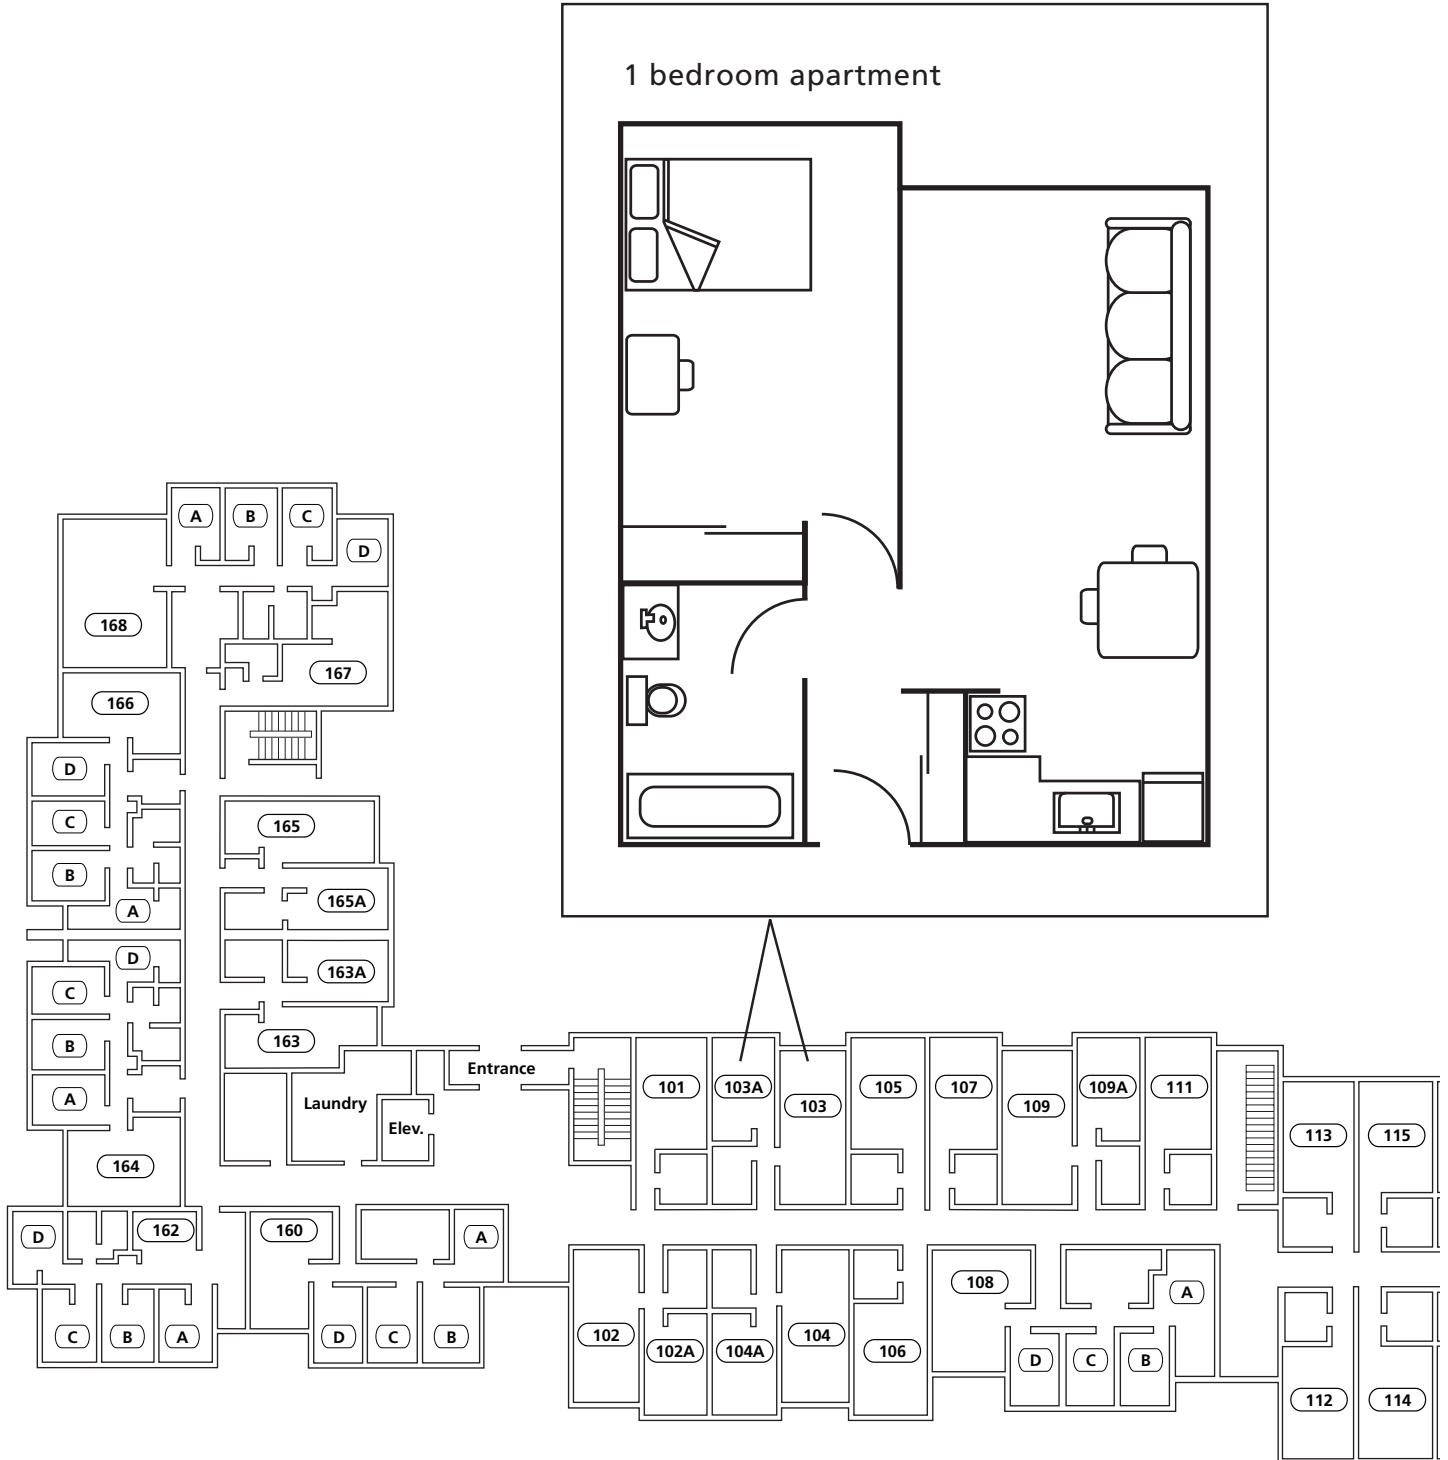 1 bedroom apartment
A B C
D
168
167
166
D
C
165
B
165A
A
D
163A
C
163
B
Entrance
101 103A 105 107 109A 111
A
Laundry
103 109
Elev.
113 115
164
D 162 160 A
108
A
C B A D C B
102 102A 104A 104 106
D C B
112 114